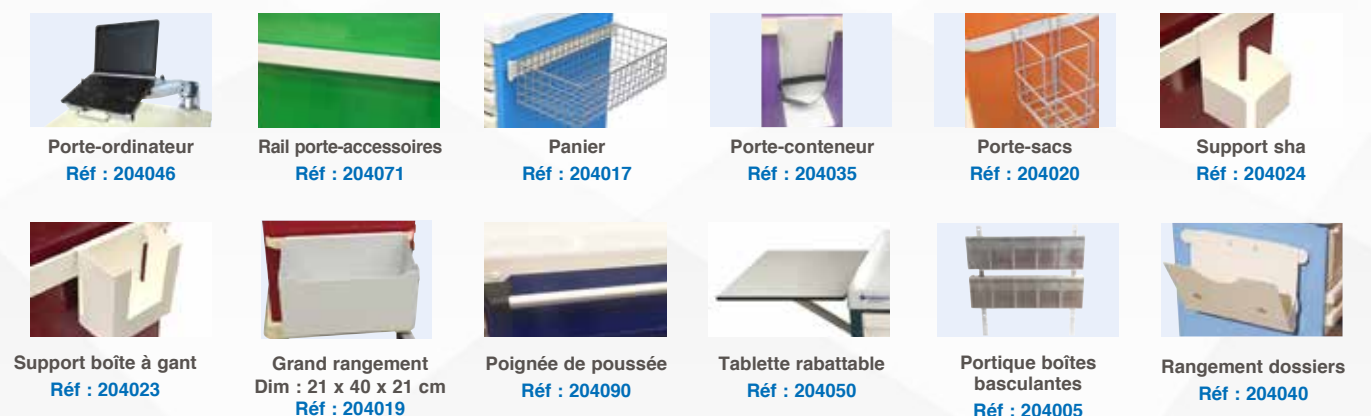 Porte-ordinateur
Réf : 204046
Rail porte-accessoires
Réf : 204071
Panier
Réf : 204017
Porte-conteneur
Réf : 204035
Porte-sacs
Réf : 204020
Support sha
Réf : 204024
Support boîte à gant
Réf : 204023
Grand rangement
Dim : 21 x 40 x 21 cm
Réf : 204019
Poignée de poussée
Réf : 204090
Tablette rabattable
Réf : 204050
Portique boîtes
basculantes
Réf : 204005
Rangement dossiers
Réf : 204040